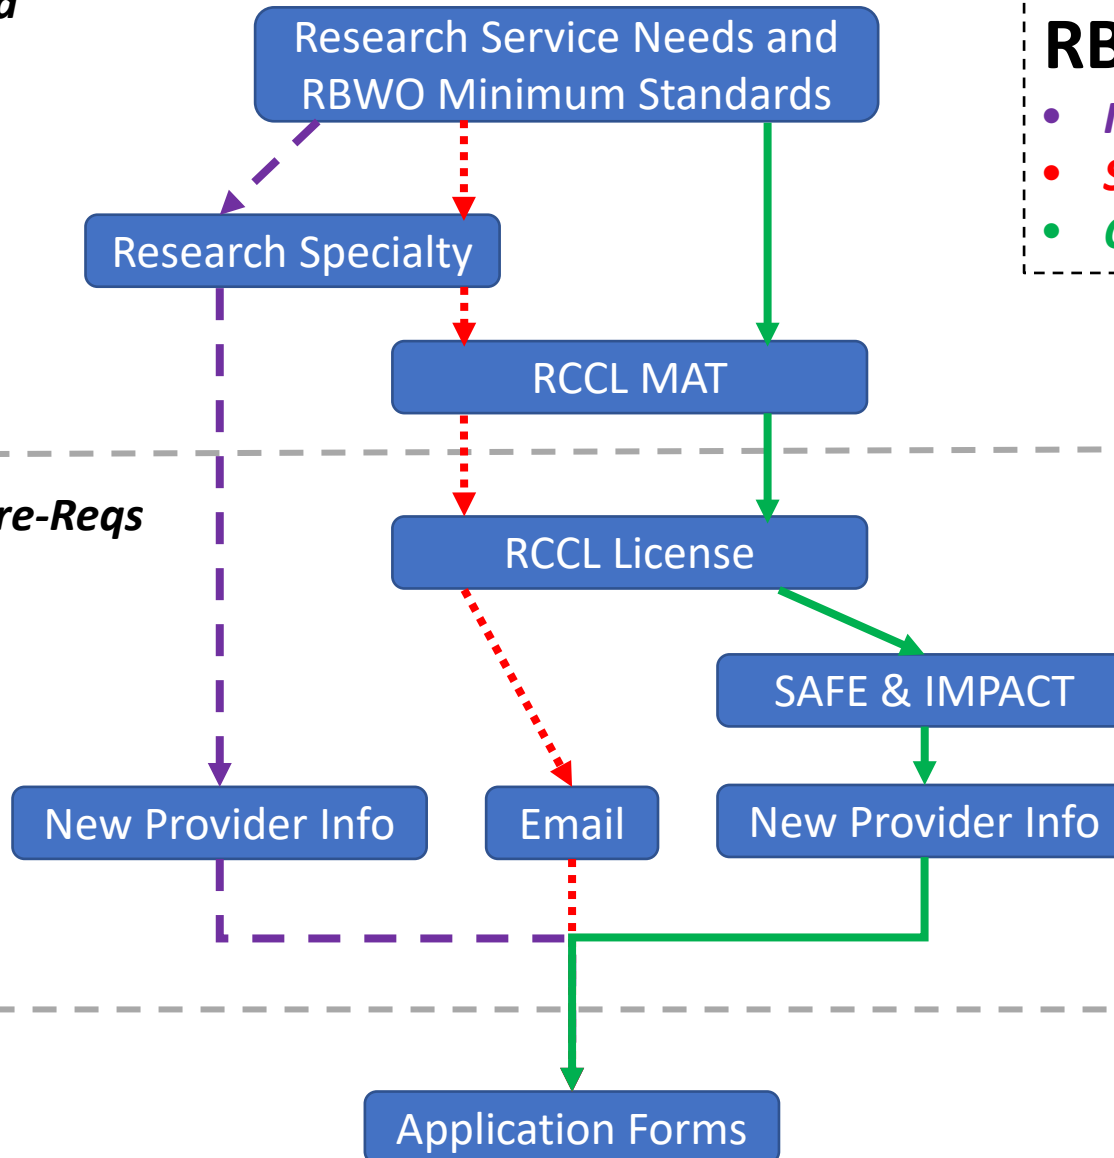 Research Service Needs and
RBWO Minimum Standards
RB
Research Specialty
RCCL MAT
re-Reqs
RCCL License
SAFE & IMPACT
New Provider Info
Email
New Provider Info
Application Forms